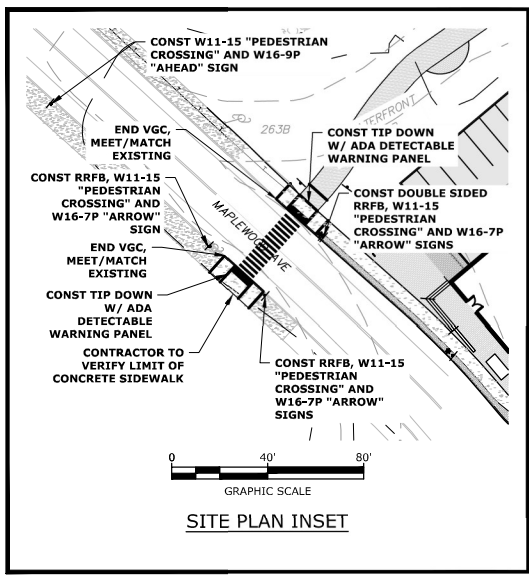 CONST W11-15 "PEDESTRIAN
CROSSING" AND W16-9P
"AHEAD" SIGN
END VGC,
MEET/MATCH
EXISTING
263B
CONST TIP DOWN
W/ ADA DETECTABLE
WARNING PANEL
CONST RRFB, W11-15
"PEDESTRIAN
CROSSING" AND
W16-7P "ARROW"
SIGN
MAPLEWOOD AVE
CONST DOUBLE SIDED
RRFB, W11-15
"PEDESTRIAN
CROSSING" AND W16-7P
"ARROW" SIGNS
END VGC,
MEET/MATCH
EXISTING
CONST TIP DOWN
W/ ADA
DETECTABLE
WARNING PANEL
CONTRACTOR TO
VERIFY LIMIT OF
CONCRETE SIDEWALK
CONST RRFB, W11-15
"PEDESTRIAN
CROSSING" AND
W16-7P "ARROW"
SIGNS
0 40' 80'
GRAPHIC SCALE
SITE PLAN INSET